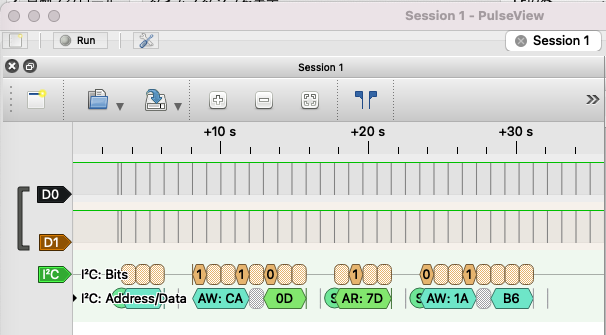 Session 1 - PulseView
Run
Session 1
Session 1
+10 s +20 s +30 s
D0
D1
I²C I²C: Bits 1 1 0 1 0 1
I²C: Address/Data AW: CA 0D S AR: 7D S AW: 1A B6